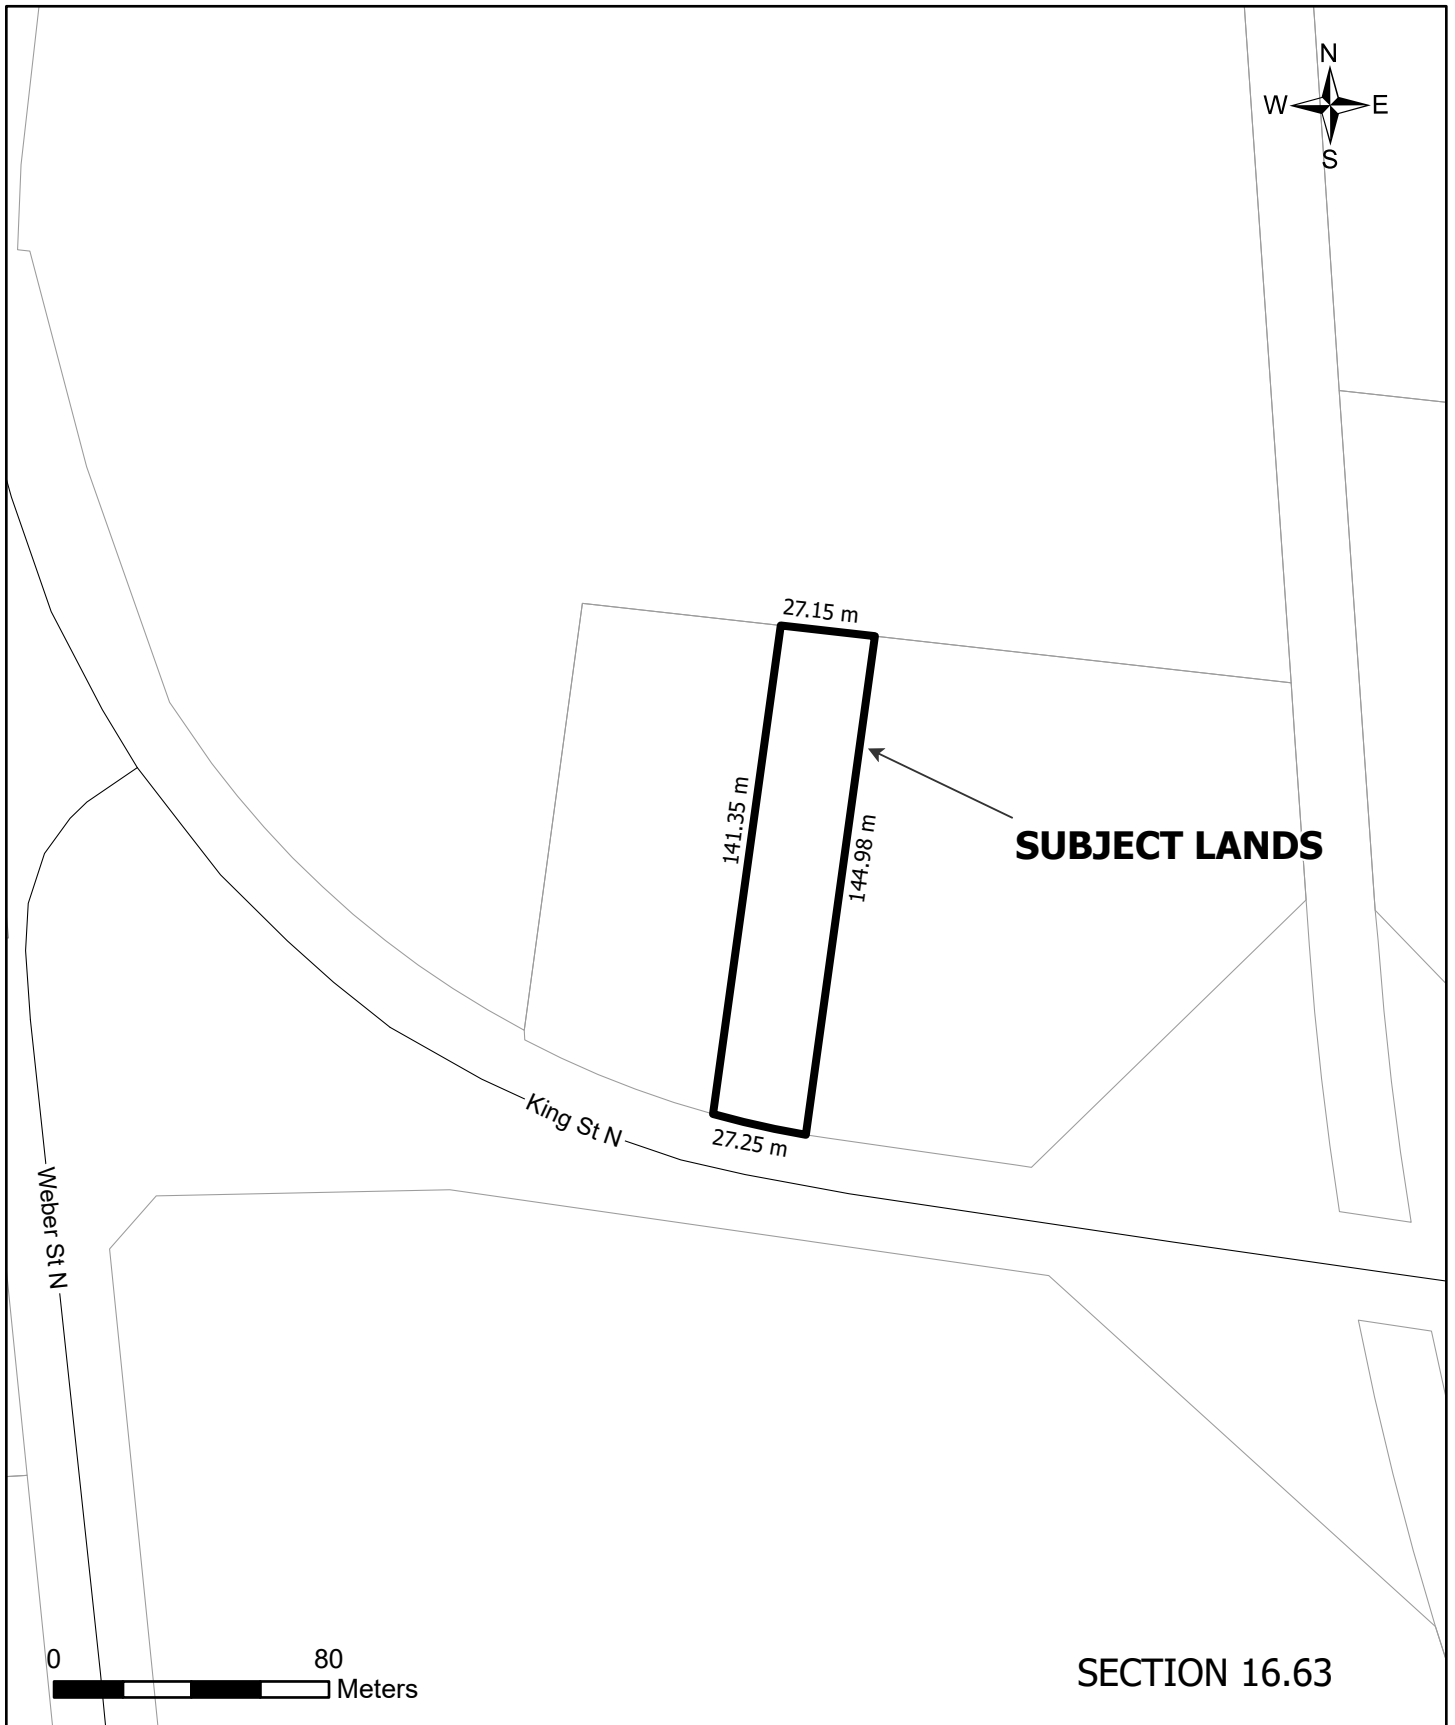 N
W E
S
27.15 m
141.35 m
144.98 m
SUBJECT LANDS
King St N
27.25 m
Weber St N
0 80
Meters
SECTION 16.63